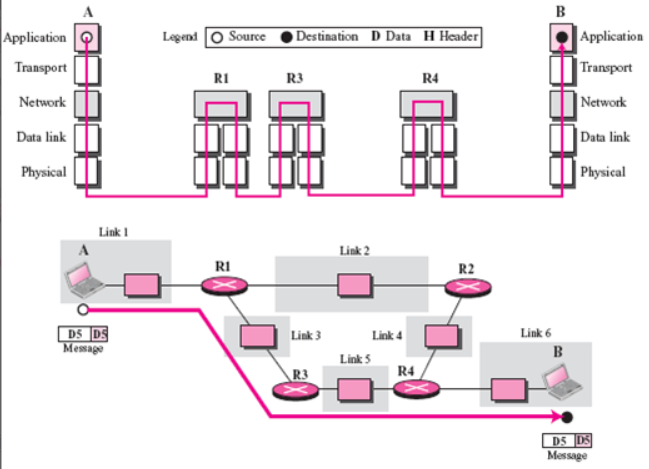 A
B
Legend Source Destination D Data H Header
Application
Application
Transport
Transport
R1
R3
R4
Network
Network
Data link
Data link
Physical
Physical
Link 1
A
Link 2
R1
R2
Link 3
Link 4
Link 6
B
Link 5
R3
R4
D5 D5
Message
D5 D5
Message